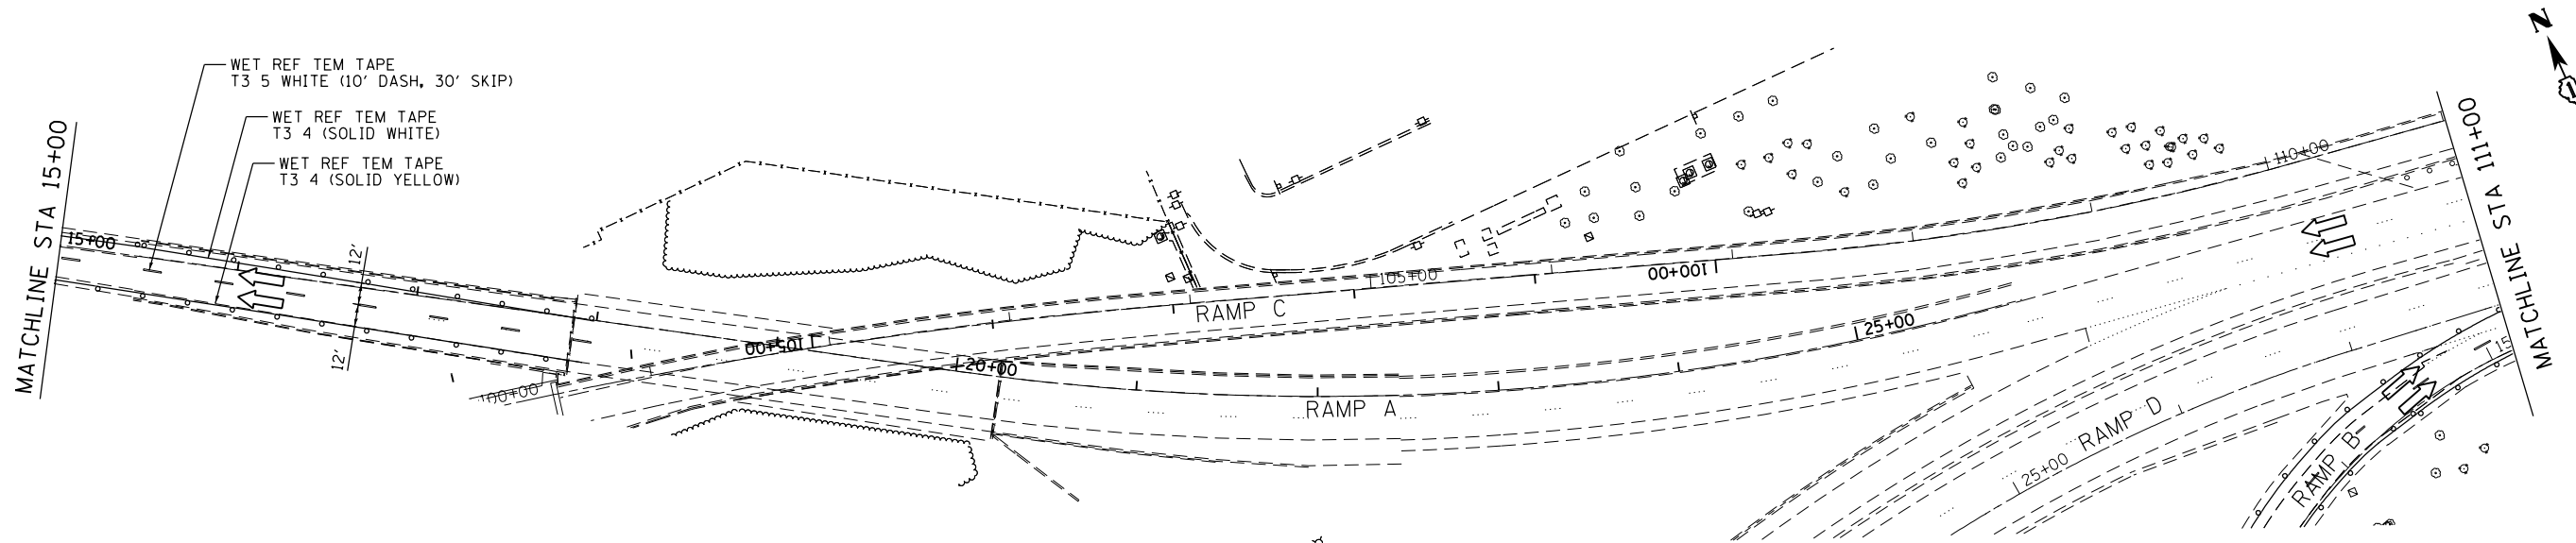 WET REF TEM TAPE
T3 5 WHITE (10' DASH, 30' SKIP)
WET REF TEM TAPE
T3 4 (SOLID WHITE)
WET REF TEM TAPE
T3 4 (SOLID YELLOW)
MATCHLINE STA 15+00
15+00
12'
12'
100+00
105+00
20+00
RAMP C
RAMP A
105+00
100+00
25+00
110+00
N
MATCHLINE STA 111+00
RAMP D
25+00
RAMP B
15